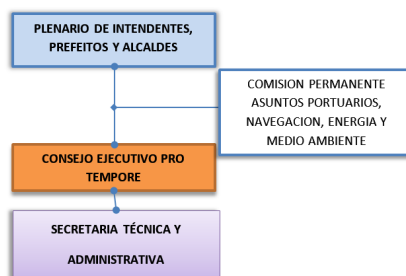 PLENARIO DE INTENDENTES,
PREFEITOS Y ALCALDES
COMISION PERMANENTE
ASUNTOS PORTUARIOS,
NAVEGACION, ENERGIA Y
MEDIO AMBIENTE
CONSEJO EJECUTIVO PRO
TEMPORE
SECRETARIA TÉCNICA Y
ADMINISTRATIVA